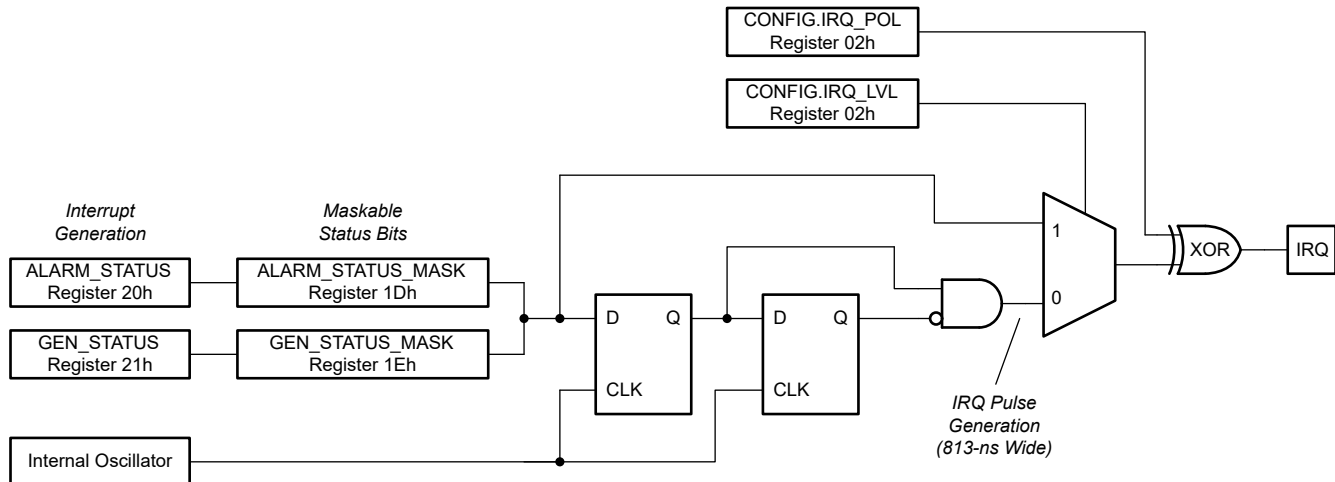 CONFIG.IRQ_POL
Register 02h
CONFIG.IRQ_LVL
Register 02h
Interrupt
Generation
Maskable
Status Bits
ALARM_STATUS
Register 20h
ALARM_STATUS_MASK
Register 1Dh
GEN_STATUS
Register 21h
GEN_STATUS_MASK
Register 1Eh
Internal Oscillator
D Q
CLK
D Q
CLK
1
0
XOR
IRQ
IRQ Pulse
Generation
(813-ns Wide)